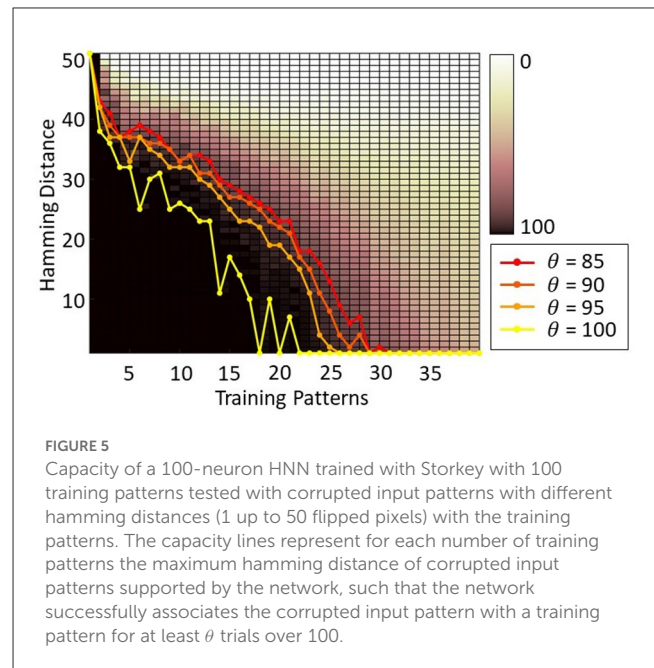 50
40
30
20
10
Hamming Distance
5 10 15 20 25 30 35
Training Patterns
0
100
θ = 85
θ = 90
θ = 95
θ = 100
FIGURE 5
Capacity of a 100-neuron HNN trained with Storkey with 100
training patterns tested with corrupted input patterns with different
hamming distances (1 up to 50 flipped pixels) with the training
patterns. The capacity lines represent for each number of training
patterns the maximum hamming distance of corrupted input
patterns supported by the network, such that the network
successfully associates the corrupted input pattern with a training
pattern for at least θ trials over 100.